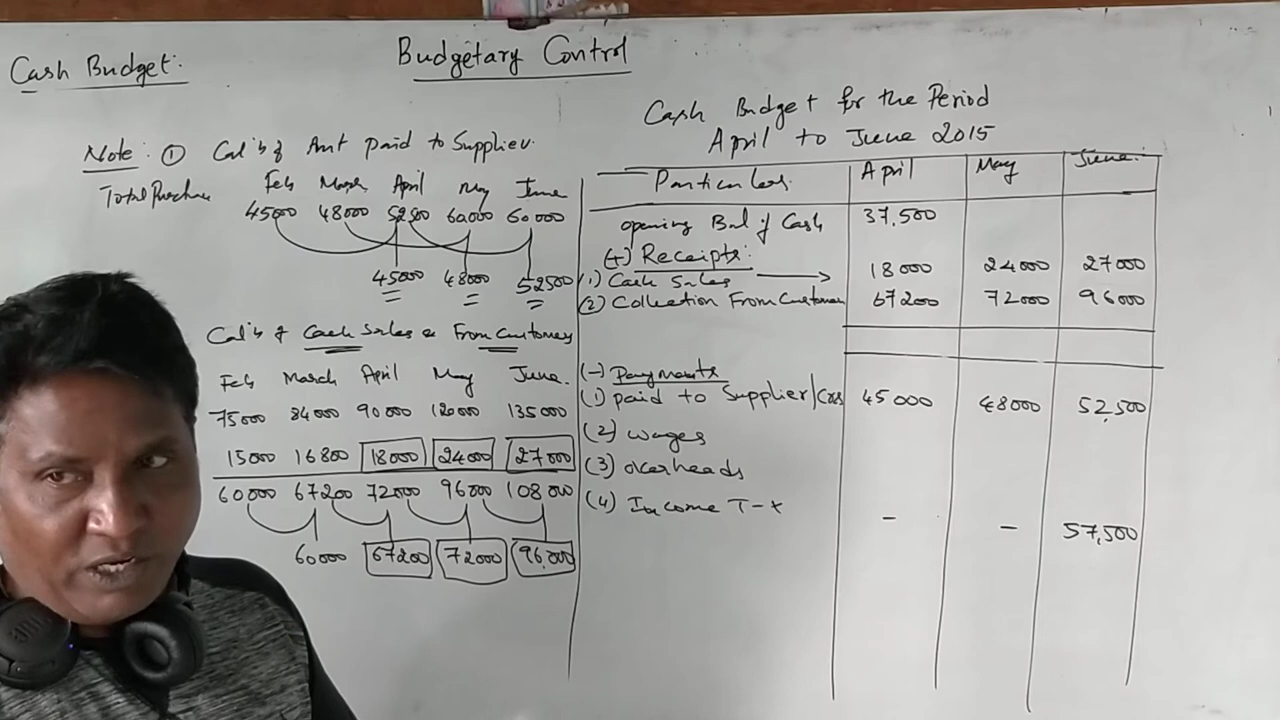 Cash Budget:
Budgetary Control
Note: ① Cal's of Amt paid to Supplier.
Feb March April May June
Total Purchase 45000 48000 52500 60000 60000
45000 48000 52500
Cal's of Cash Sales & From Customer
Feb March April May June.
75000 84000 90000 120000 135000
15000 16800 18000 24000 27000
60000 67200 72000 96000 108000
60000 67200 72000 96,000
Cash Budget for the Period
April to June 2015
Particulars. April May June.
opening Bal of Cash 37,500
(+) Receipts:
(1) Cash Sales 18000 24000 27000
(2) Collection From Customer 67200 72000 96000
(-) Payments
(1) paid to Supplier/ 45000 48000 52,500
(2) wages
(3) overheads
(4) Income T-x - - 57,500